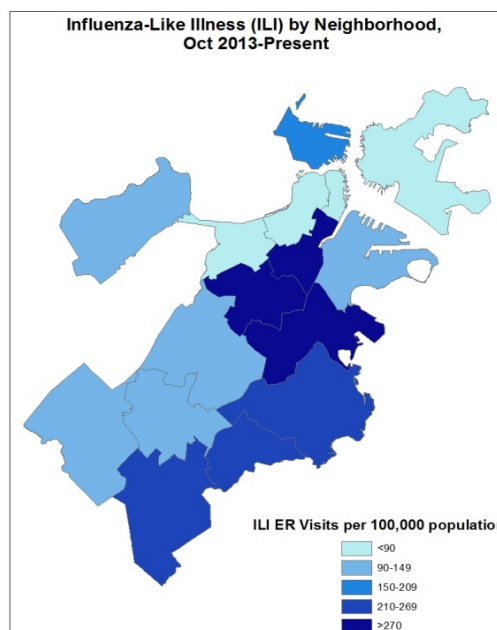 Influenza-Like Illness (ILI) by Neighborhood,
Oct 2013-Present
ILI ER Visits per 100,000 population
<90
90-149
150-209
210-269
>270